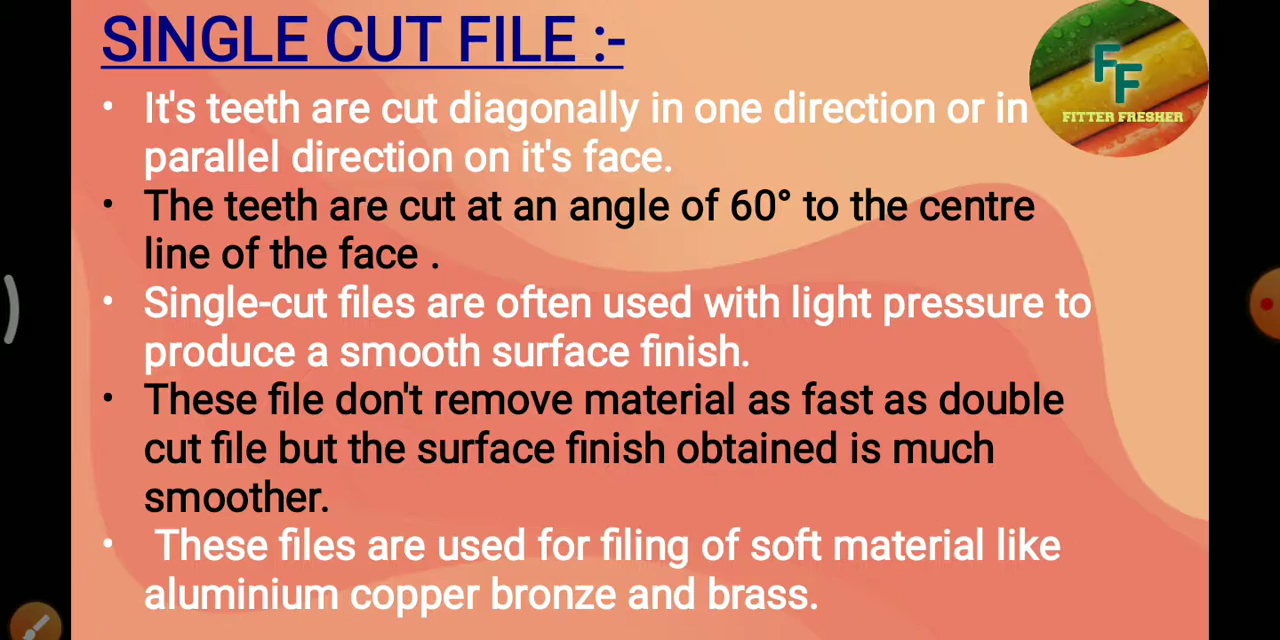 SINGLE CUT FILE :-
• It's teeth are cut diagonally in one direction or in
parallel direction on it's face.
• The teeth are cut at an angle of 60° to the centre
line of the face .
• Single-cut files are often used with light pressure to
produce a smooth surface finish.
• These file don't remove material as fast as double
cut file but the surface finish obtained is much
smoother.
• These files are used for filing of soft material like
aluminium copper bronze and brass.
FF
FITTER FRESHER